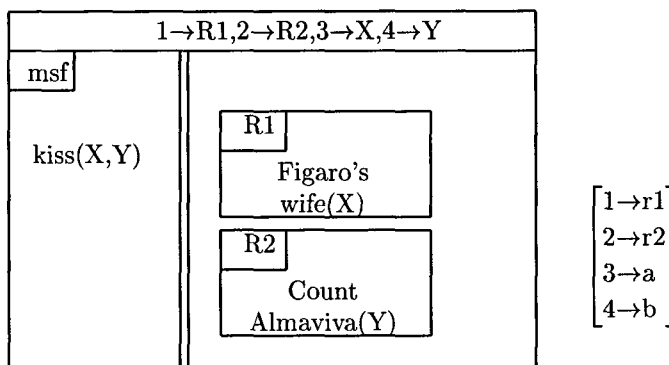 1→R1,2→R2,3→X,4→Y
msf
kiss(X,Y)
R1
Figaro's
wife(X)
R2
Count
Almaviva(Y)
1→r1
2→r2
3→a
4→b